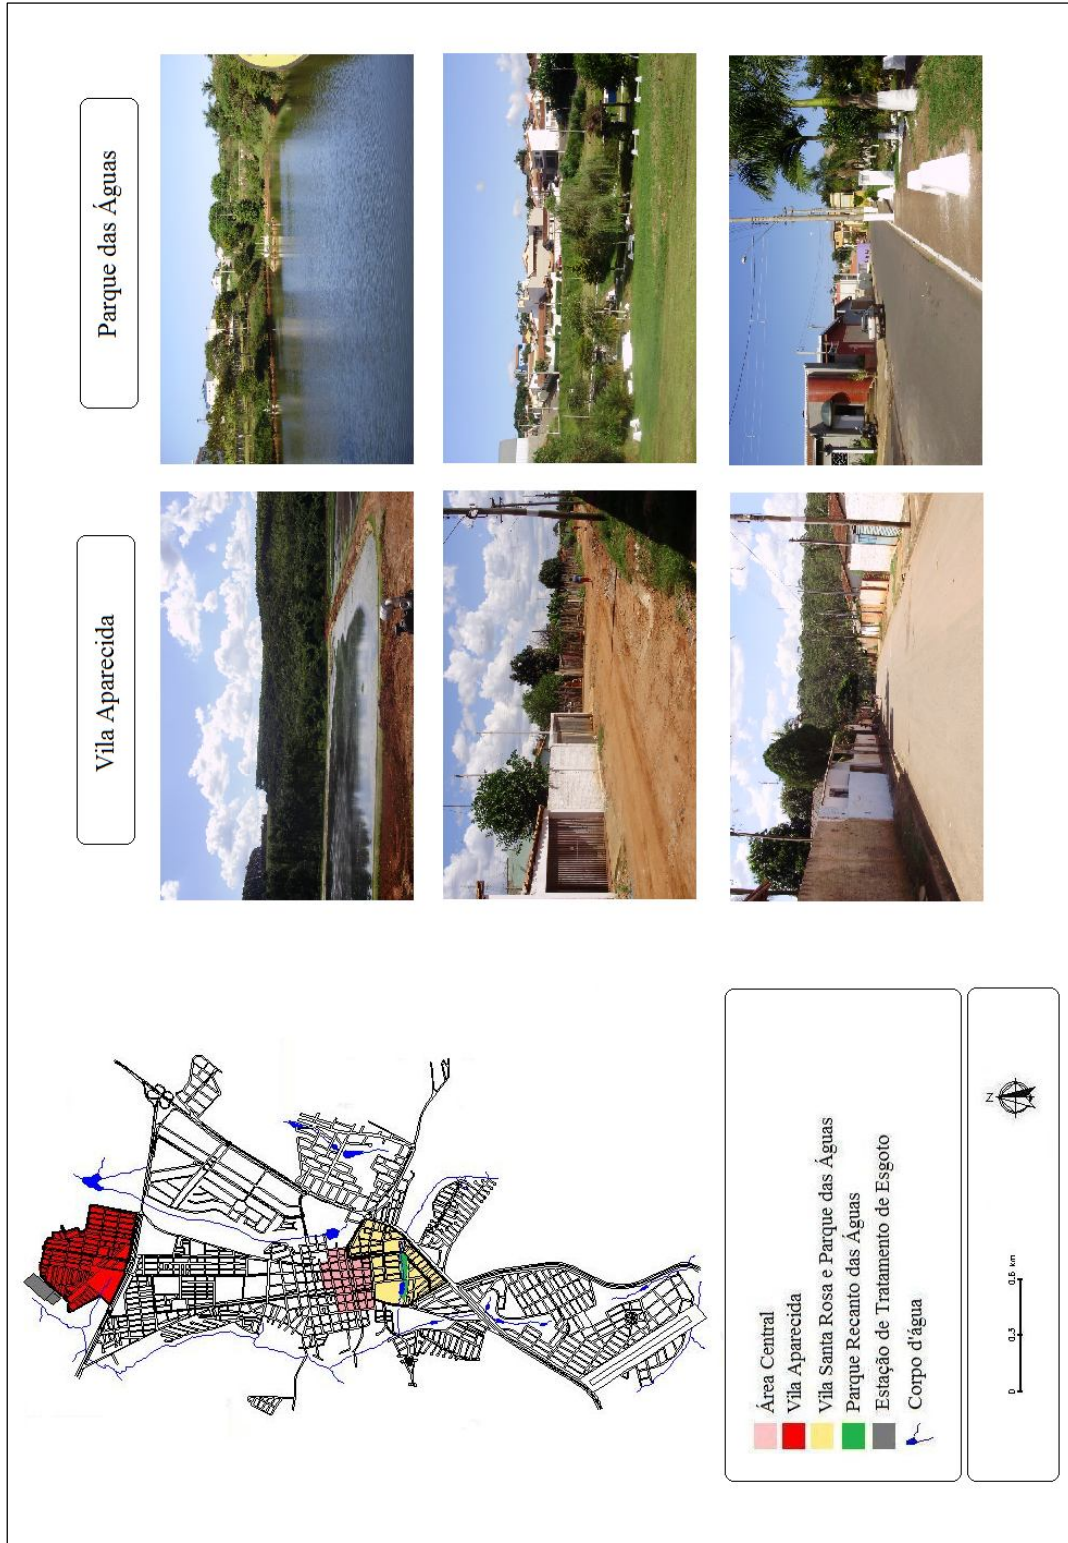 Vila Aparecida
Parque das Águas
Área Central
Vila Aparecida
Vila Santa Rosa e Parque das Águas
Parque Recanto das Águas
Estação de Tratamento de Esgoto
Corpo d'água
N
0 0,3 0,6 km